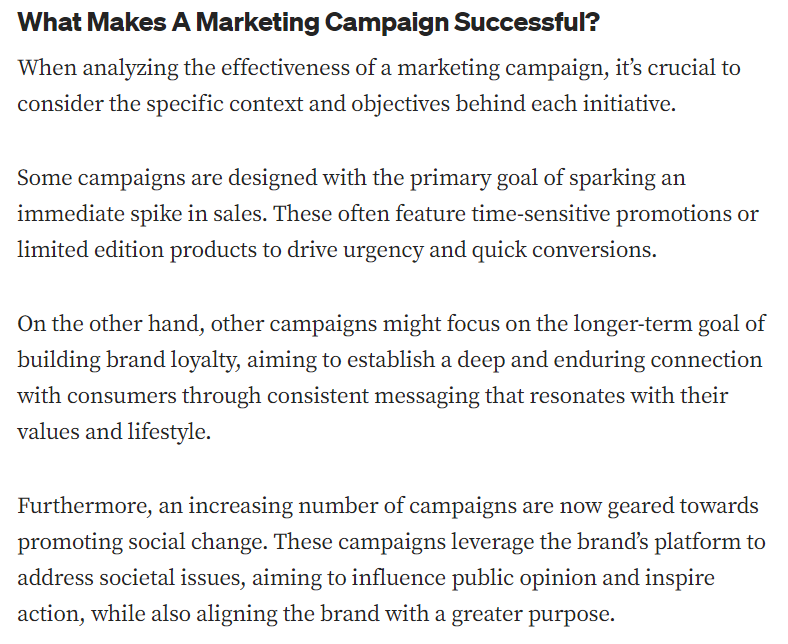 What Makes A Marketing Campaign Successful?
When analyzing the effectiveness of a marketing campaign, it’s crucial to
consider the specific context and objectives behind each initiative.
Some campaigns are designed with the primary goal of sparking an
immediate spike in sales. These often feature time-sensitive promotions or
limited edition products to drive urgency and quick conversions.
On the other hand, other campaigns might focus on the longer-term goal of
building brand loyalty, aiming to establish a deep and enduring connection
with consumers through consistent messaging that resonates with their
values and lifestyle.
Furthermore, an increasing number of campaigns are now geared towards
promoting social change. These campaigns leverage the brand’s platform to
address societal issues, aiming to influence public opinion and inspire
action, while also aligning the brand with a greater purpose.